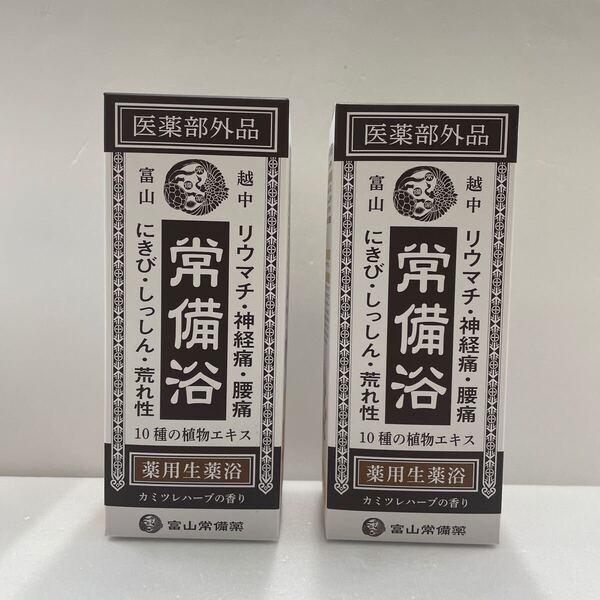 医薬部外品
越中
富山
リウマチ・神経痛・腰痛
常備浴
にきび・しっしん・荒れ性
10種の植物エキス
薬用生薬浴
カミツレハーブの香り
富山常備薬
医薬部外品
越中
富山
リウマチ・神経痛・腰痛
常備浴
にきび・しっしん・荒れ性
10種の植物エキス
薬用生薬浴
カミツレハーブの香り
富山常備薬